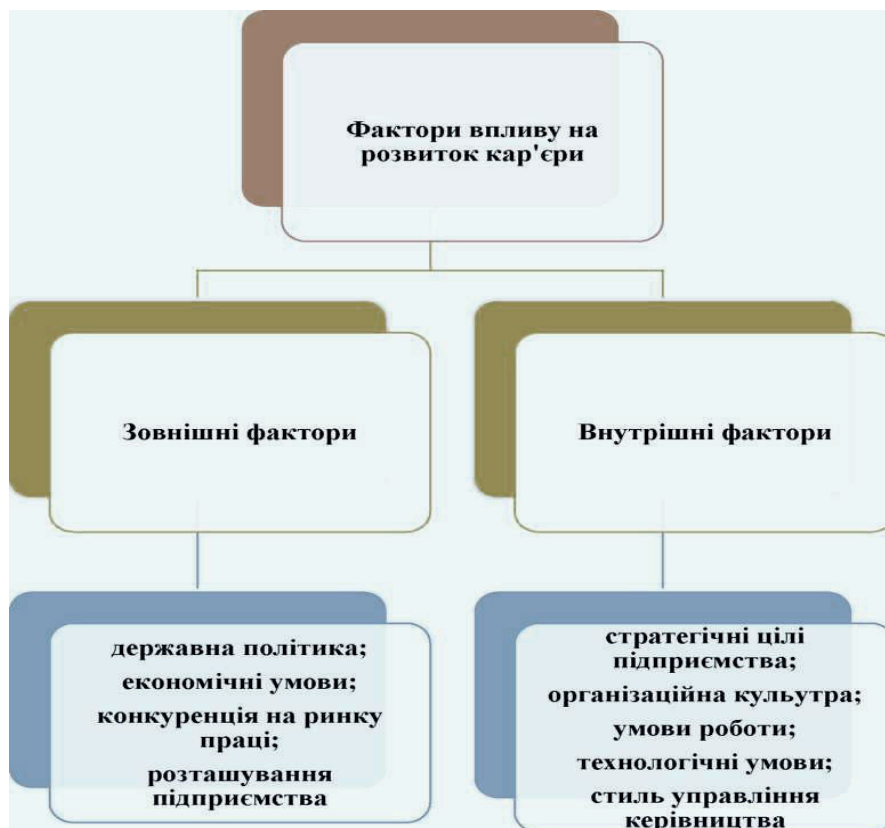 Фактори впливу на
розвиток кар'єри
Зовнішні фактори
Внутрішні фактори
державна політика;
економічні умови;
конкуренція на ринку
праці;
розташування
підприємства
стратегічні цілі
підприємства;
організаційна кульутра;
умови роботи;
технологічні умови;
стиль управління
керівництва